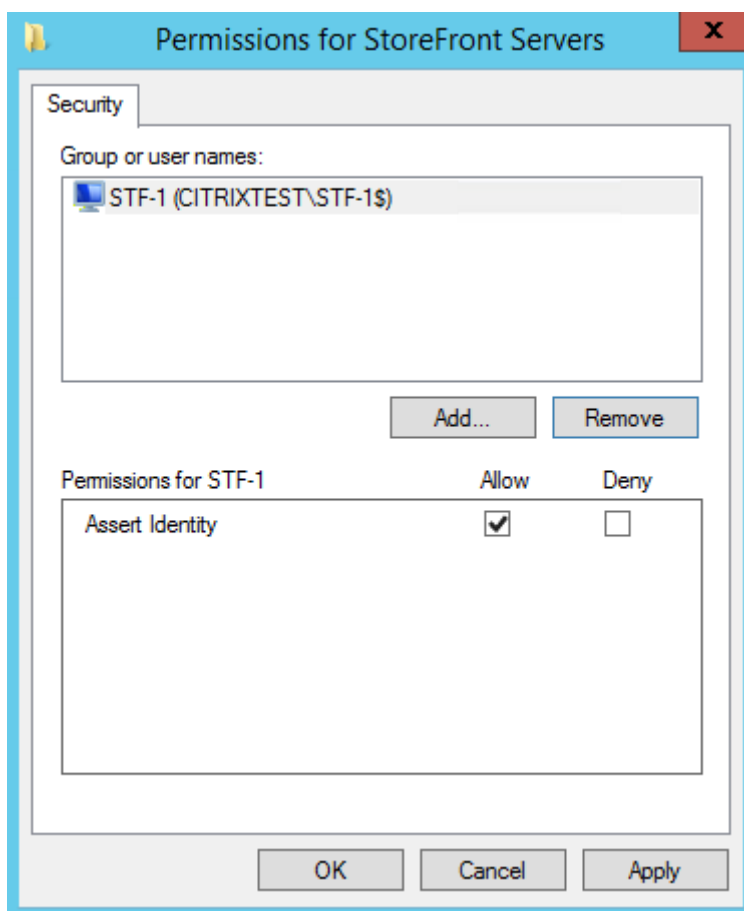 Permissions for StoreFront Servers
x
Security
Group or user names:
STF-1 (CITRIXTEST\STF-1$)
Add... Remove
Permissions for STF-1 Allow Deny
Assert Identity
OK Cancel Apply